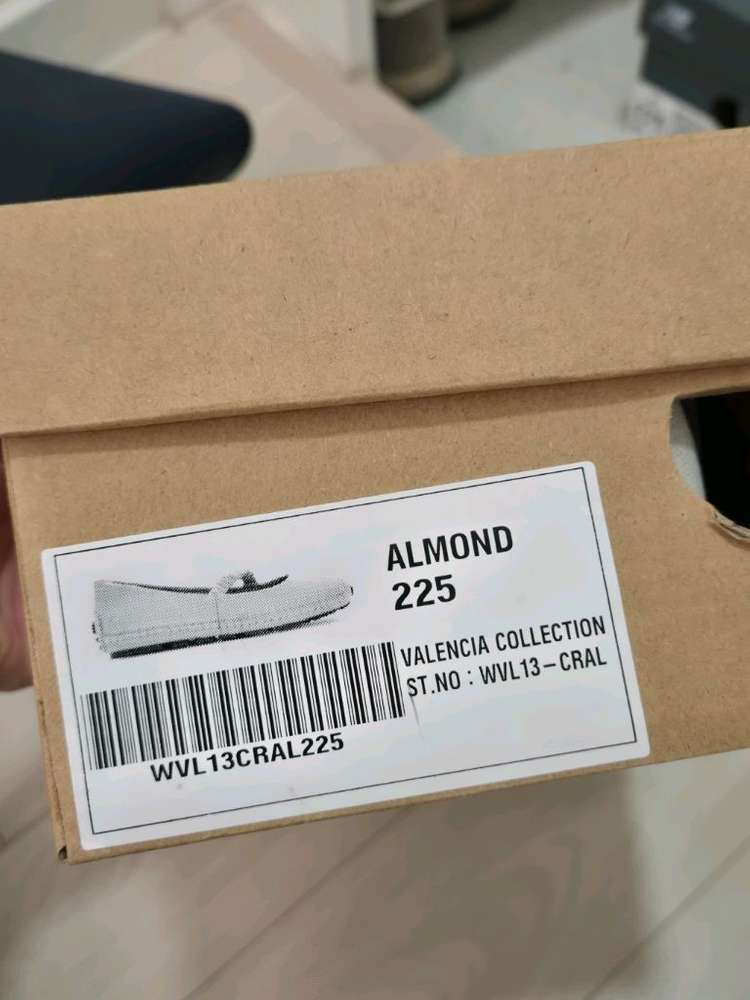 ALMOND
225
VALENCIA COLLECTION
ST.NO : WVL13-CRAL
WVL13CRAL225